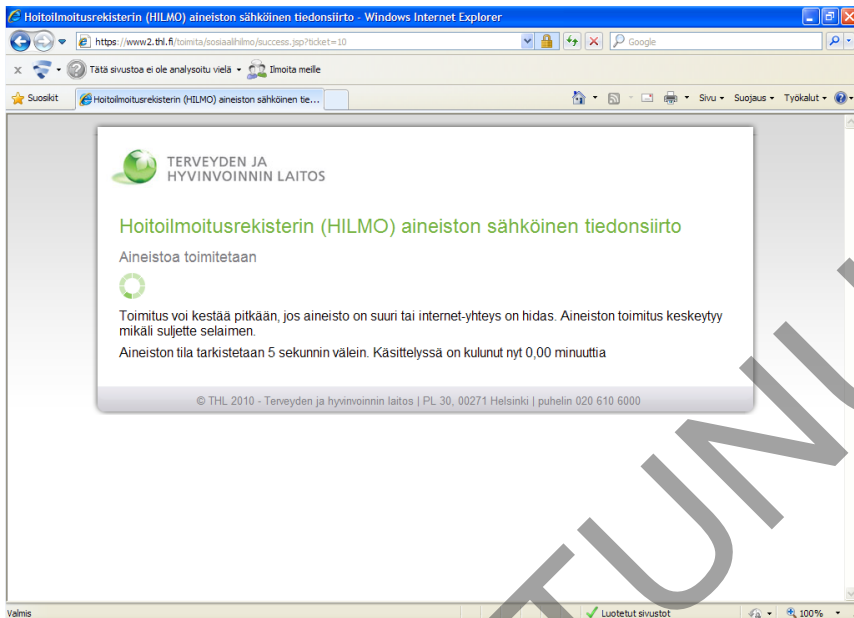 Hoitoilmoitusrekisterin (HILMO) aineiston sähköinen tiedonsiirto - Windows Internet Explorer
https://www2.thl.fi/toimita/sosiaalihilmo/success.jsp?ticket=10
Google
x Tätä sivustoa ei ole analysoitu vielä Ilmoita meille
Suosikit Hoitoilmoitusrekisterin (HILMO) aineiston sähköinen tie... Sivu Suojaus Työkalut
TERVEYDEN JA
HYVINVOINNIN LAITOS
Hoitoilmoitusrekisterin (HILMO) aineiston sähköinen tiedonsiirto
Aineistoa toimitetaan
Toimitus voi kestää pitkään, jos aineisto on suuri tai internet-yhteys on hidas. Aineiston toimitus keskeytyy
mikäli suljette selaimen.
Aineiston tila tarkistetaan 5 sekunnin välein. Käsittelyssä on kulunut nyt 0,00 minuuttia
© THL 2010 - Terveyden ja hyvinvoinnin laitos | PL 30, 00271 Helsinki | puhelin 020 610 6000
TUNU
Valmis Luotetut sivustot 100%